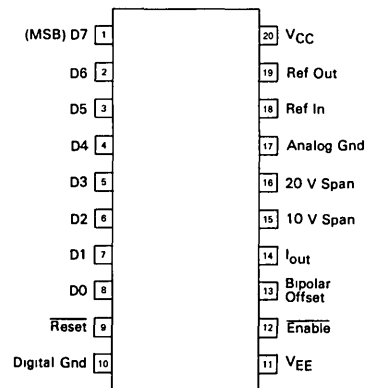 (MSB) D7 1
D6 2
D5 3
D4 4
D3 5
D2 6
D1 7
D0 8
Reset 9
Digital Gnd 10
20 VCC
19 Ref Out
18 Ref In
17 Analog Gnd
16 20 V Span
15 10 V Span
14 Iout
13 Bipolar
Offset
12 Enable
11 VEE